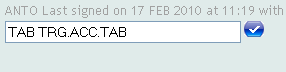 ANTO Last signed on 17 FEB 2010 at 11:19 with
TAB TRG.ACC.TAB